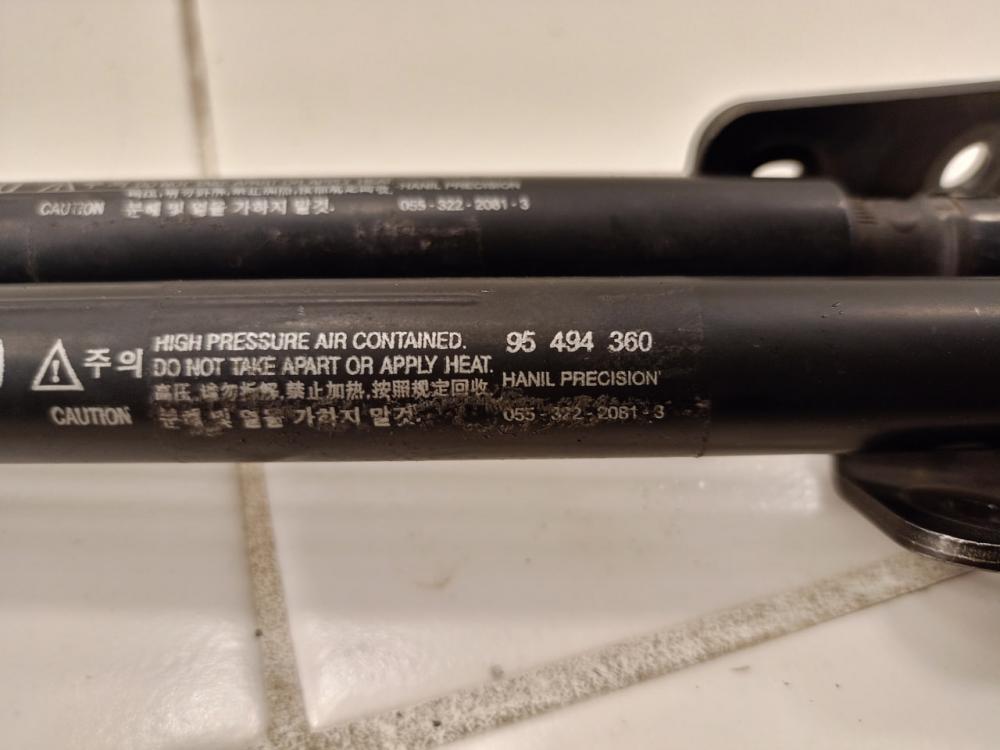 HANIL PRECISION
CAUTION 분해 및 열을 가하지 말것. 055-322-2081-3
주의
CAUTION
HIGH PRESSURE AIR CONTAINED.
DO NOT TAKE APART OR APPLY HEAT.
高压,请勿拆解,禁止加热,按照规定回收.
분해 및 열을 가하지 말것.
95 494 360
HANIL PRECISION
055-322-2081-3